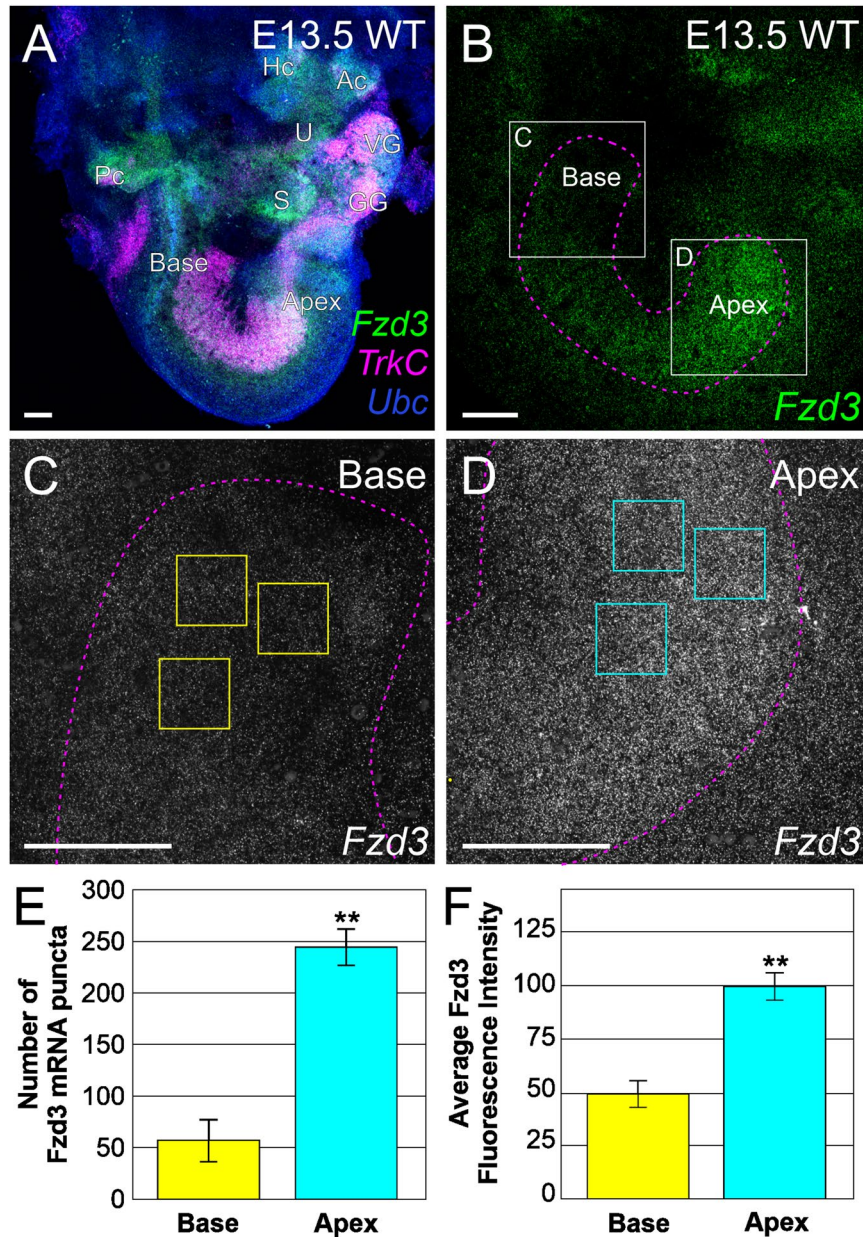 A
E13.5 WT
Hc
Ac
U
VG
Pc
S
GG
Base
Apex
Fzd3
TrkC
Ubc
B
E13.5 WT
C
Base
D
Apex
Fzd3
C
Base
Fzd3
D
Apex
Fzd3
E
Number of
Fzd3 mRNA puncta
300
250
200
150
100
50
0
**
Base
Apex
F
Average Fzd3
Fluorescence Intensity
125
100
75
50
25
0
**
Base
Apex